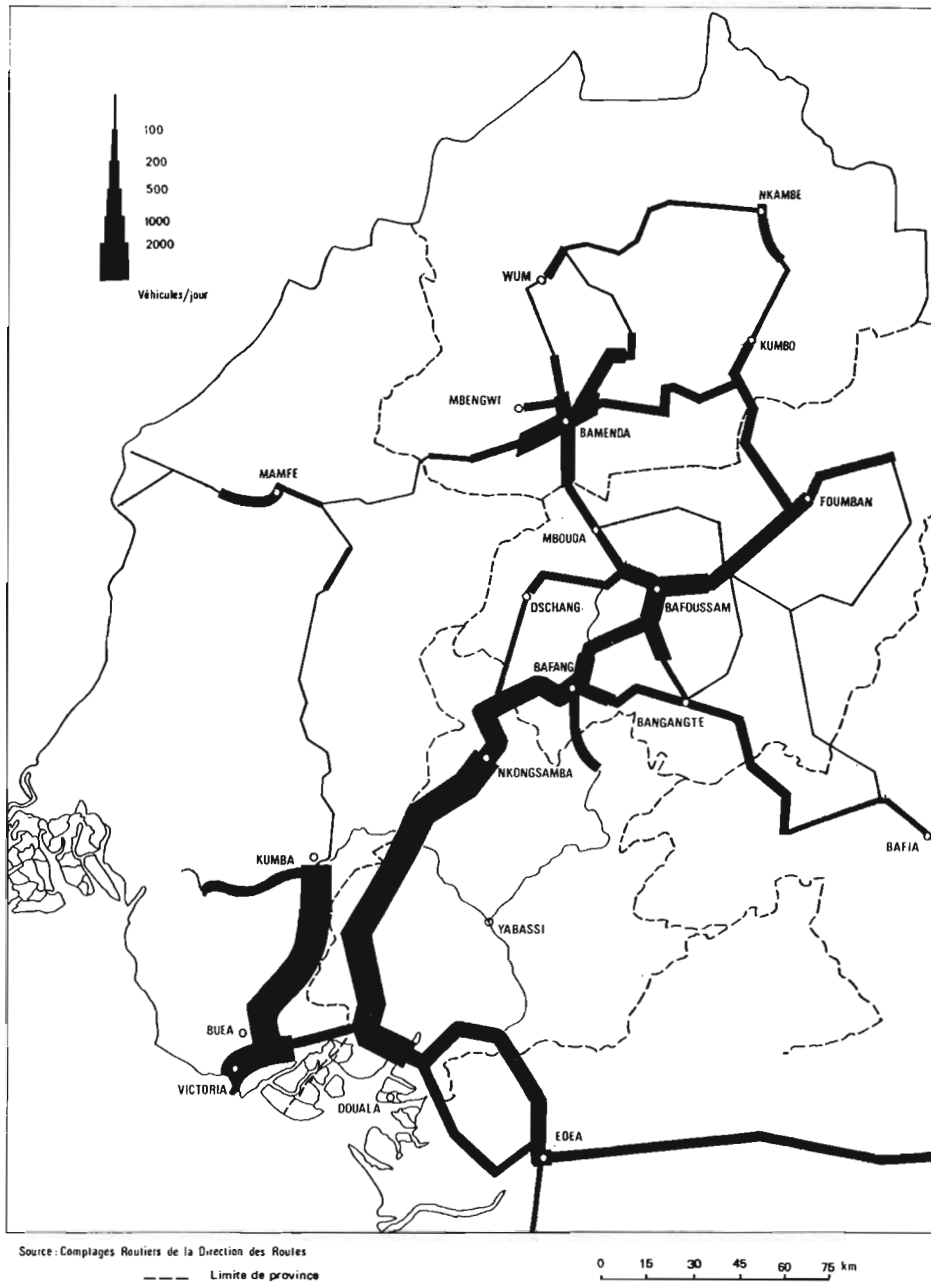 100
200
500
1000
2000
Véhicules/jour
NKAMBE
WUM
KUMBO
MBENGWI
BAMENDA
MAMFE
FOUMBAN
MBOUDA
DSCHANG
BAFOUSSAM
BAFANG
BANGANGTE
NKONGSAMBA
BAFIA
KUMBA
YABASSI
BUEA
VICTORIA
DOUALA
EDEA
Source : Comptages Routiers de la Direction des Routes
Limite de province
0 15 30 45 60 75 km